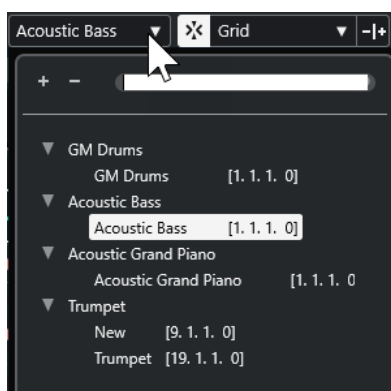 Acoustic Bass Grid
GM Drums
GM Drums [1. 1. 1. 0]
Acoustic Bass
Acoustic Bass [1. 1. 1. 0]
Acoustic Grand Piano
Acoustic Grand Piano [1. 1. 1. 0
Trumpet
New [9. 1. 1. 0]
Trumpet [19. 1. 1. 0]